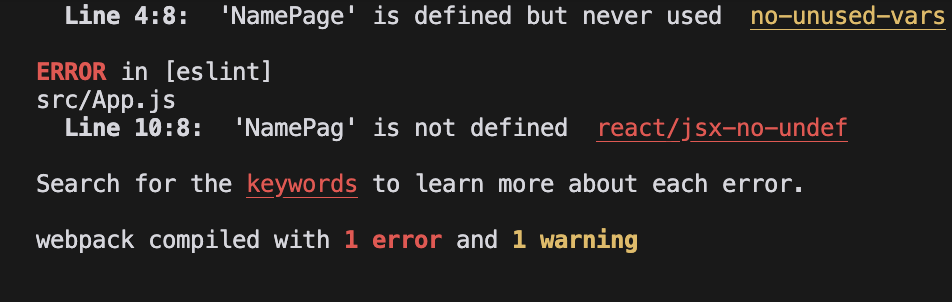 Line 4:8: 'NamePage' is defined but never used no-unused-vars
ERROR in [eslint]
src/App.js
Line 10:8: 'NamePag' is not defined react/jsx-no-undef
Search for the keywords to learn more about each error.
webpack compiled with 1 error and 1 warning